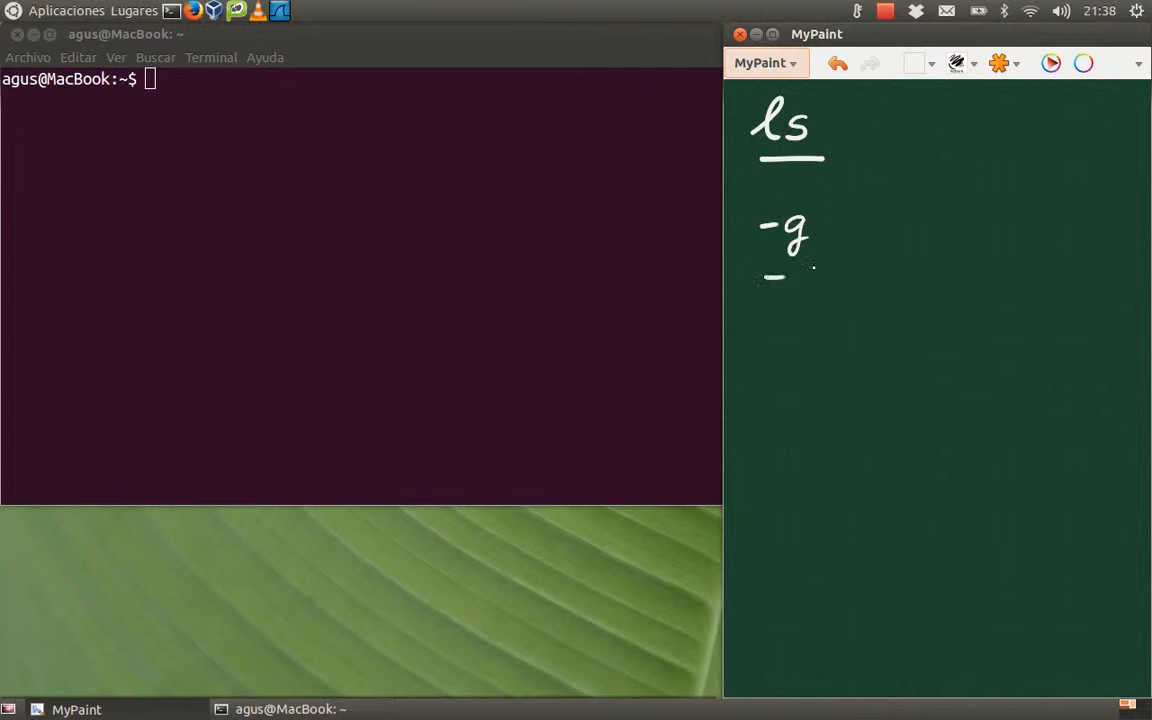 Aplicaciones Lugares 21:38
agus@MacBook: ~
Archivo Editar Ver Buscar Terminal Ayuda
agus@MacBook:~$
MyPaint
MyPaint
ls
-g
-
MyPaint agus@MacBook: ~